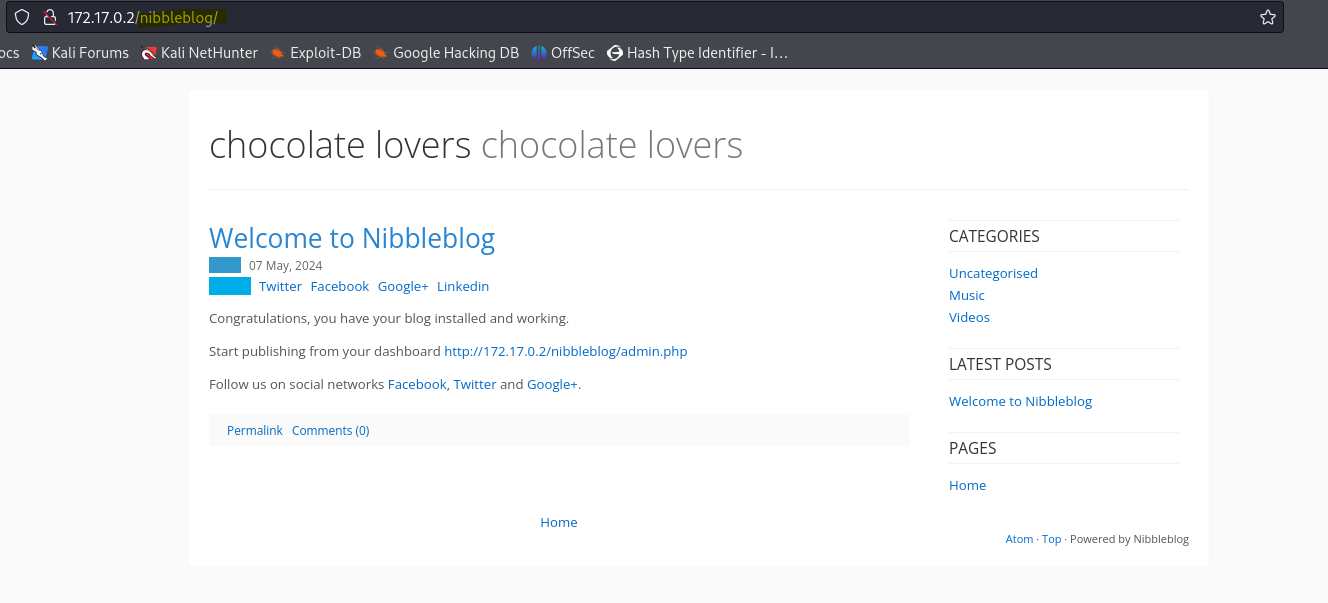 172.17.0.2/nibbleblog/
ocs Kali Forums Kali NetHunter Exploit-DB Google Hacking DB OffSec Hash Type Identifier - I...
chocolate lovers chocolate lovers
Welcome to Nibbleblog
07 May, 2024
Twitter Facebook Google+ Linkedin
Congratulations, you have your blog installed and working.
Start publishing from your dashboard http://172.17.0.2/nibbleblog/admin.php
Follow us on social networks Facebook, Twitter and Google+.
Permalink Comments (0)
Home
CATEGORIES
Uncategorised
Music
Videos
LATEST POSTS
Welcome to Nibbleblog
PAGES
Home
Atom · Top · Powered by Nibbleblog